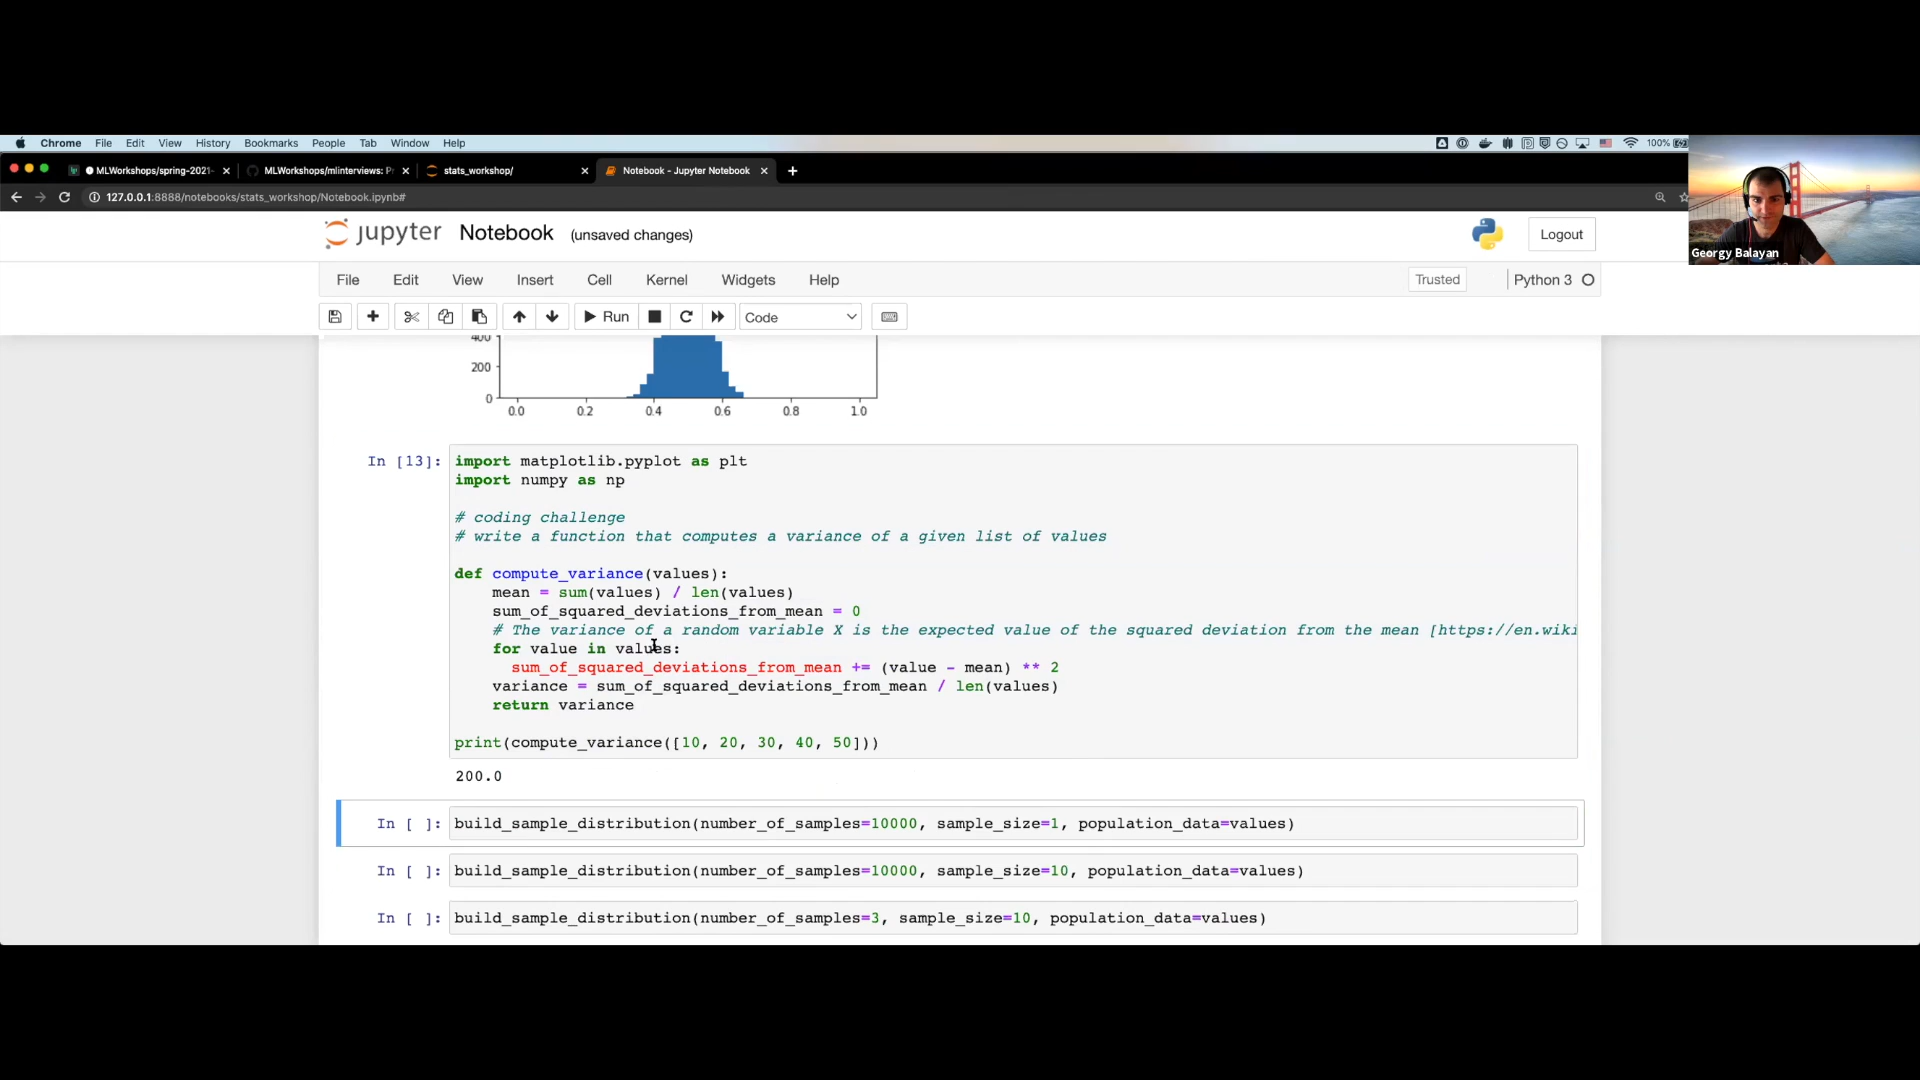 Chrome File Edit View History Bookmarks People Tab Window Help 100%
MLWorkshops/spring-2021- MLWorkshops/mlinterviews: Pr stats_workshop/ Notebook - Jupyter Notebook
127.0.0.1:8888/notebooks/stats_workshop/Notebook.ipynb#
Georgy Balayan
jupyter Notebook (unsaved changes) Logout
File Edit View Insert Cell Kernel Widgets Help Trusted Python 3
Run Code
400
200
0
0.0 0.2 0.4 0.6 0.8 1.0
In [13]: import matplotlib.pyplot as plt
import numpy as np
# coding challenge
# write a function that computes a variance of a given list of values
def compute_variance(values):
mean = sum(values) / len(values)
sum_of_squared_deviations_from_mean = 0
# The variance of a random variable X is the expected value of the squared deviation from the mean [https://en.wiki
for value in values:
sum_of_squared_deviations_from_mean += (value - mean) ** 2
variance = sum_of_squared_deviations_from_mean / len(values)
return variance
print(compute_variance([10, 20, 30, 40, 50]))
200.0
In [ ]: build_sample_distribution(number_of_samples=10000, sample_size=1, population_data=values)
In [ ]: build_sample_distribution(number_of_samples=10000, sample_size=10, population_data=values)
In [ ]: build_sample_distribution(number_of_samples=3, sample_size=10, population_data=values)